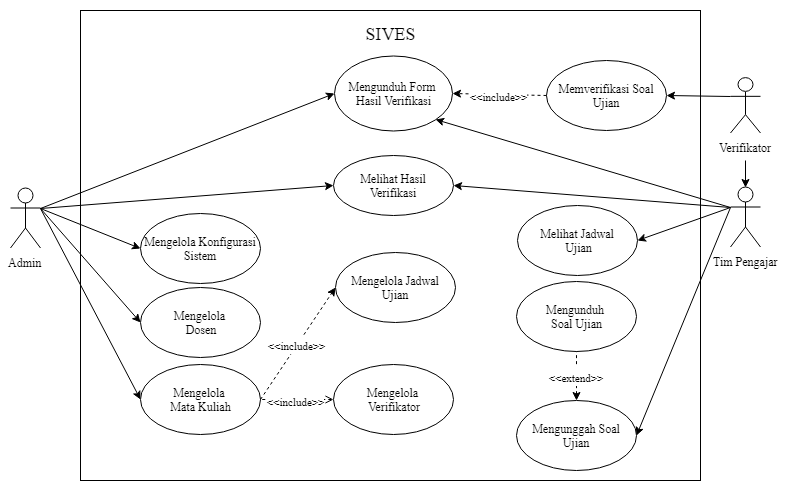 SIVES
Mengunduh Form
Hasil Verifikasi
<<include>>
Memverifikasi Soal
Ujian
Verifikator
Melihat Hasil
Verifikasi
Admin
Mengelola Konfigurasi
Sistem
Melihat Jadwal
Ujian
Tim Pengajar
Mengelola Jadwal
Ujian
Mengelola
Dosen
Mengunduh
Soal Ujian
<<include>>
<<extend>>
Mengelola
Mata Kuliah
<<include>>
Mengelola
Verifikator
Mengunggah Soal
Ujian